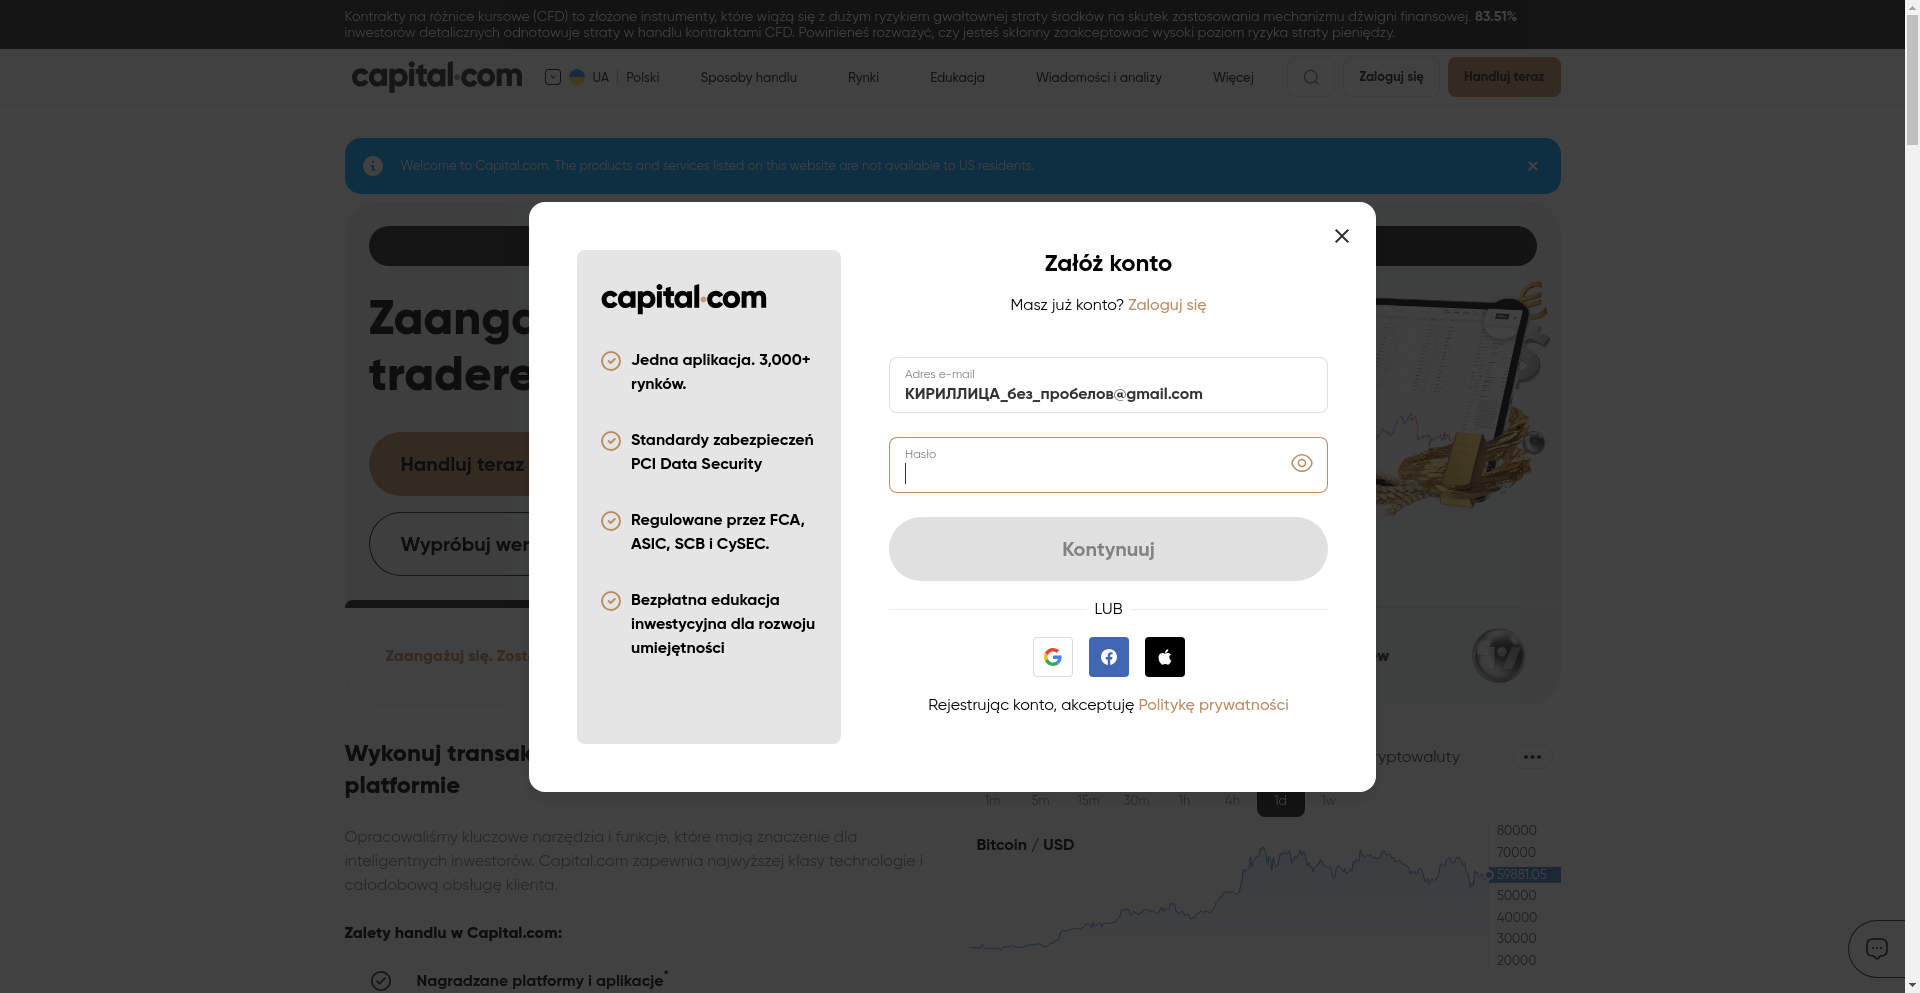 Kontrakty na różnice kursowe (CFD) to złożone instrumenty, które wiążą się z dużym ryzykiem gwałtownej straty środków na skutek zastosowania mechanizmu dźwigni finansowej. 83.51%
inwestorów detalicznych odnotowuje straty w handlu kontraktami CFD. Powinieneś rozważyć, czy jesteś skłonny zaakceptować wysoki poziom ryzyka straty pieniędzy.
capital.com UA Polski Sposoby handlu Rynki Edukacja Wiadomości i analizy Więcej Zaloguj się Handluj teraz
Welcome to Capital.com. The products and services listed on this website are not available to US residents.
Zaanga
tradere
Handluj teraz
Wypróbuj wer
Zaangażuj się. Zost
capital.com
Jedna aplikacja. 3,000+
rynków.
Standardy zabezpieczeń
PCI Data Security
Regulowane przez FCA,
ASIC, SCB i CySEC.
Bezpłatna edukacja
inwestycyjna dla rozwoju
umiejętności
Załóż konto
Masz już konto? Zaloguj się
Adres e-mail
КИРИЛЛИЦА_без_пробелов@gmail.com
Hasło
Kontynuuj
LUB
Rejestrując konto, akceptuję Politykę prywatności
Wykonuj transak
platformie
Opracowaliśmy kluczowe narzędzia i funkcje, które mają znaczenie dla
inteligentnych inwestorów. Capital.com zapewnia najwyższej klasy technologie i
całodobową obsługę klienta.
Zalety handlu w Capital.com:
Nagradzane platformy i aplikacje*
ryptowaluty
1m 5m 15m 30m 1h 4h 1d 1w
Bitcoin / USD
80000
70000
59881.05
50000
40000
30000
20000